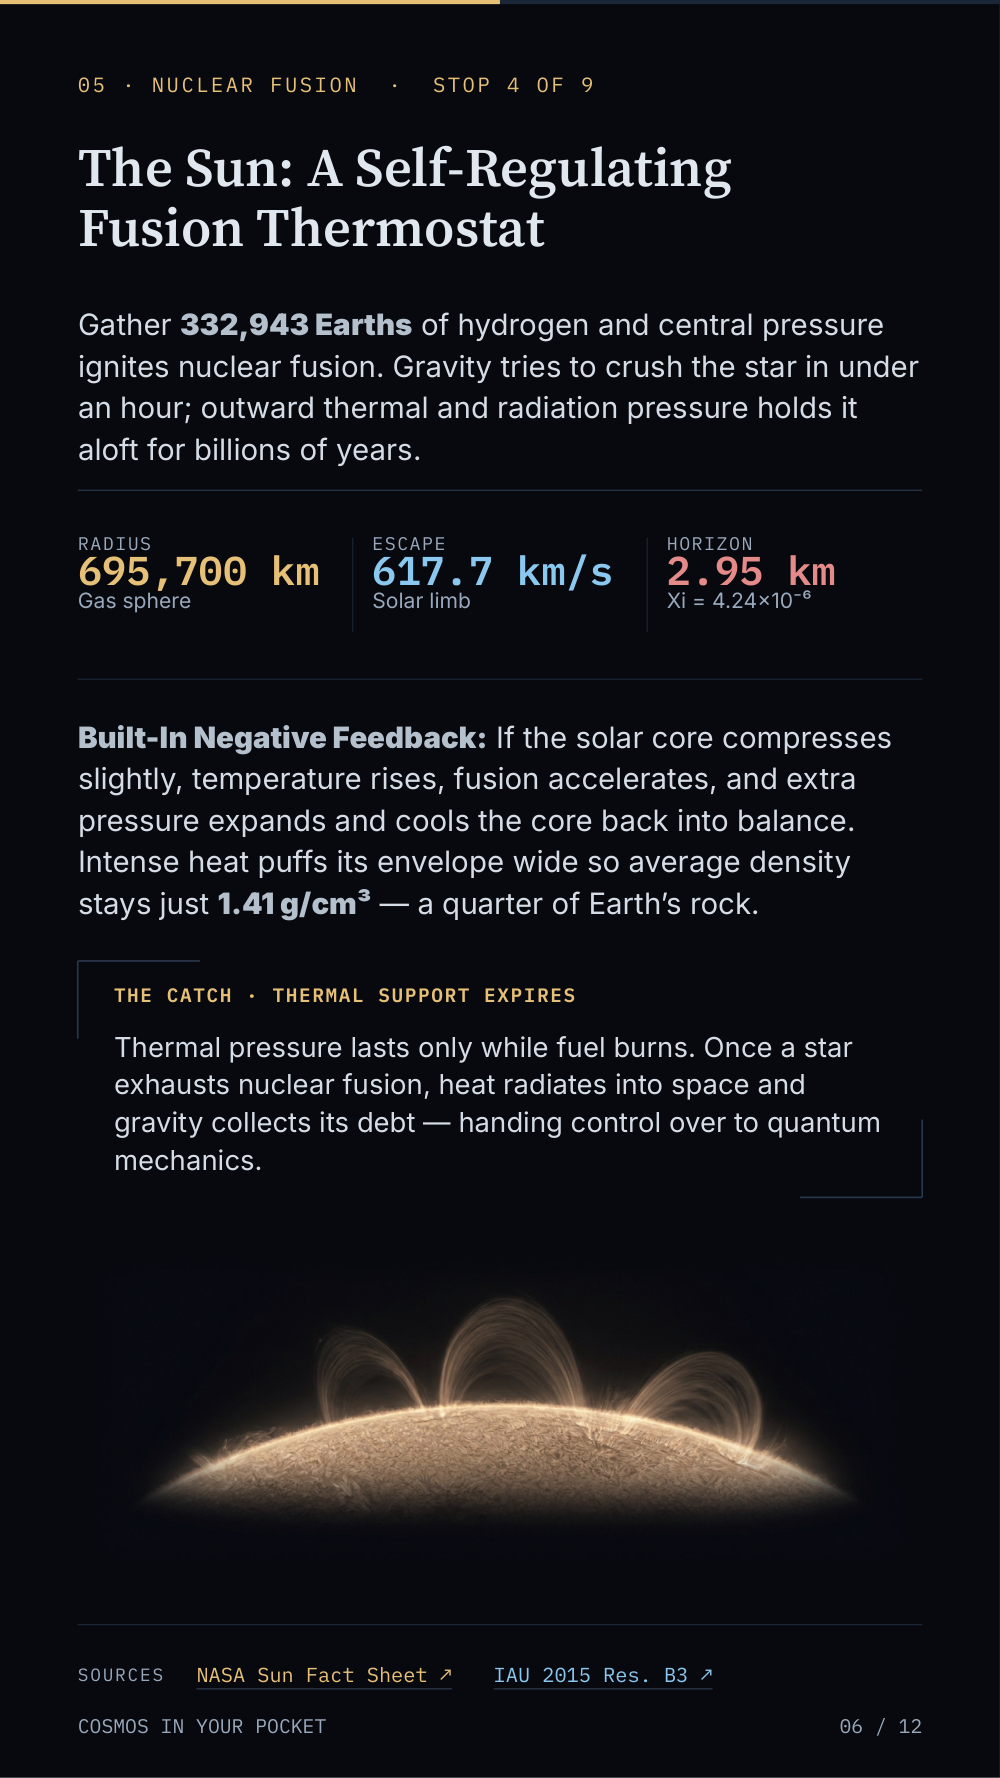 05 · NUCLEAR FUSION · STOP 4 OF 9
The Sun: A Self-Regulating
Fusion Thermostat
Gather 332,943 Earths of hydrogen and central pressure
ignites nuclear fusion. Gravity tries to crush the star in under
an hour; outward thermal and radiation pressure holds it
aloft for billions of years.
RADIUS
695,700 km
Gas sphere
ESCAPE
617.7 km/s
Solar limb
HORIZON
2.95 km
Xi = 4.24×10⁻⁶
Built-In Negative Feedback: If the solar core compresses
slightly, temperature rises, fusion accelerates, and extra
pressure expands and cools the core back into balance.
Intense heat puffs its envelope wide so average density
stays just 1.41 g/cm³ — a quarter of Earth’s rock.
THE CATCH · THERMAL SUPPORT EXPIRES
Thermal pressure lasts only while fuel burns. Once a star
exhausts nuclear fusion, heat radiates into space and
gravity collects its debt — handing control over to quantum
mechanics.
SOURCES NASA Sun Fact Sheet ↗ IAU 2015 Res. B3 ↗
COSMOS IN YOUR POCKET 06 / 12